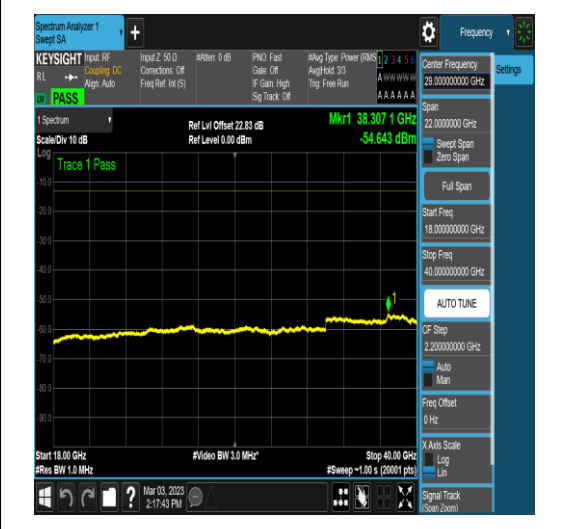 Spectrum Analyzer 1
Swept SA
Frequency
KEYSIGHT
Input: RF
Coupling: DC
Align: Auto
Input Z: 50 Ω
Corrections: Off
Freq Ref: Int (S)
#Atten: 0 dB
PNO: Fast
Gate: Off
IF Gain: High
Sig Track: Off
#Avg Type: Power (RMS
Avg|Hold: 3/3
Trig: Free Run
1 2 3 4 5 6
A W W W W W
A A A A A A
RL
PASS
1 Spectrum
Scale/Div 10 dB
Ref Lvl Offset 22.83 dB
Ref Level 0.00 dBm
Mkr1 38.307 1 GHz
-54.643 dBm
Log
Trace 1 Pass
-10.0
-20.0
-30.0
-40.0
-50.0
-60.0
-70.0
-80.0
-90.0
1
Start 18.00 GHz
#Res BW 1.0 MHz
#Video BW 3.0 MHz*
Stop 40.00 GHz
#Sweep ~1.00 s (20001 pts)
Mar 03, 2023
2:17:43 PM
Center Frequency
29.000000000 GHz
Settings
Span
22.0000000 GHz
Swept Span
Zero Span
Full Span
Start Freq
18.000000000 GHz
Stop Freq
40.000000000 GHz
AUTO TUNE
CF Step
2.200000000 GHz
Auto
Man
Freq Offset
0 Hz
X Axis Scale
Log
Lin
Signal Track
(Span Zoom)